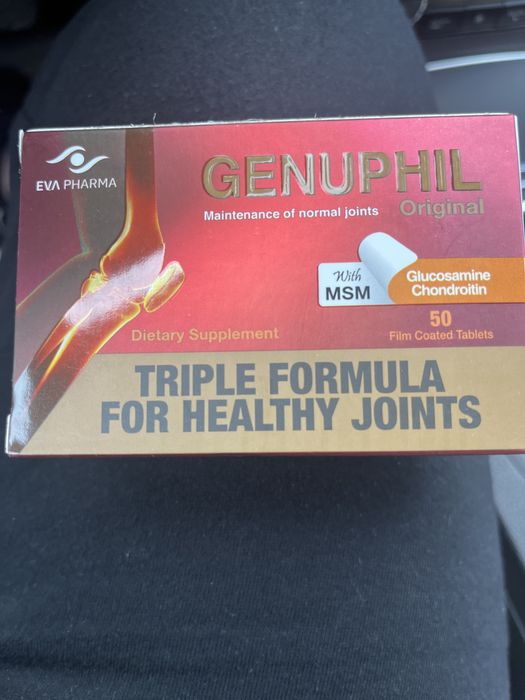 EVA PHARMA
GENUPHIL
Original
Maintenance of normal joints
With
MSM
Glucosamine
Chondroitin
50
Film Coated Tablets
Dietary Supplement
TRIPLE FORMULA
FOR HEALTHY JOINTS